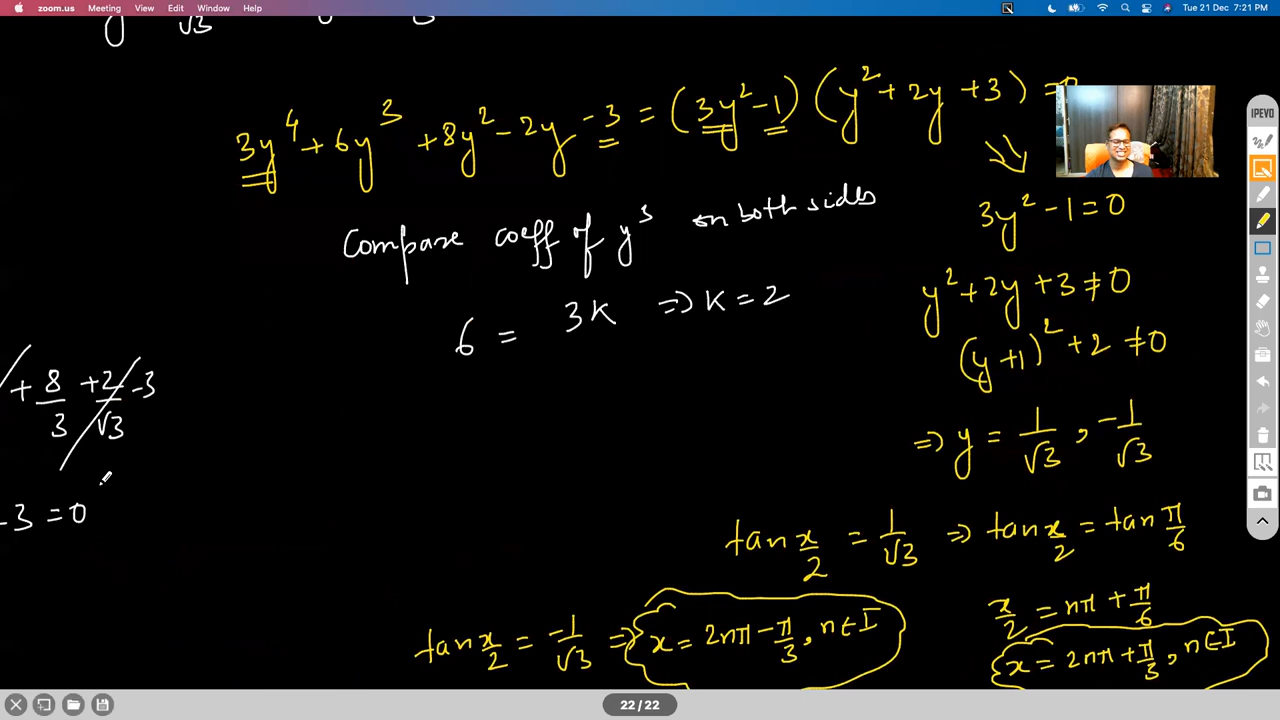 zoom.us Meeting View Edit Window Help Tue 21 Dec 7:21 PM
y √3
3y⁴ + 6y³ + 8y² - 2y - 3 = (3y² - 1) (y² + 2y + 3) = 0
IPEVO
Compare coeff of y³ on both sides
3y² - 1 = 0
6 = 3K ⇒ K = 2
y² + 2y + 3 ≠ 0
(y + 1)² + 2 ≠ 0
+ 8/3 + 2/√3 - 3
⇒ y = 1/√3 , -1/√3
-3 = 0
tan x/2 = 1/√3 ⇒ tan x/2 = tan π/6
x/2 = nπ + π/6
tan x/2 = -1/√3 ⇒ x = 2nπ - π/3 , n ∈ I
x = 2nπ + π/3 , n ∈ I
22 / 22